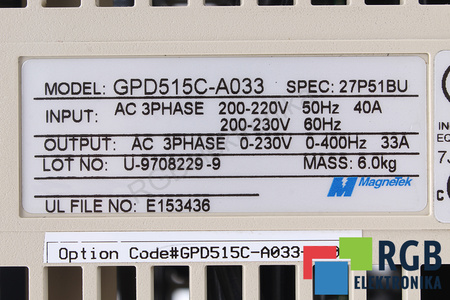 MODEL: GPD515C-A033 SPEC: 27P51BU
INPUT: AC 3PHASE 200-220V 50Hz 40A
200-230V 60Hz
OUTPUT: AC 3PHASE 0-230V 0-400Hz 33A
LOT NO: U-9708229-9 MASS: 6.0kg
MAGNETEK
UL FILE NO: E153436
Option Code#GPD515C-A033-
RGB
ELEKTRONIKA